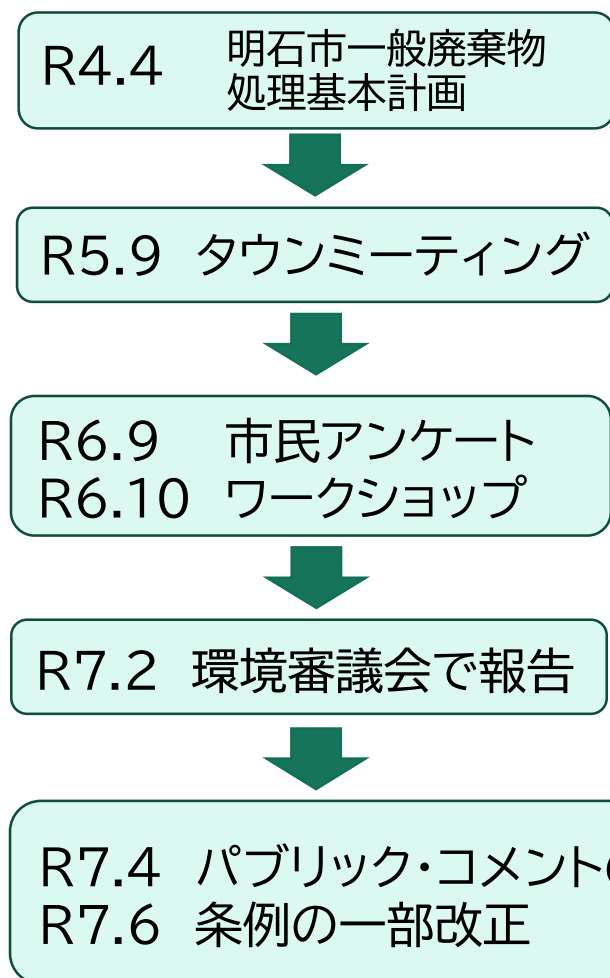 R4.4 明石市一般廃棄物
処理基本計画
R5.9 タウンミーティング
R6.9 市民アンケート
R6.10 ワークショップ
R7.2 環境審議会で報告
R7.4 パブリック・コメント
R7.6 条例の一部改正